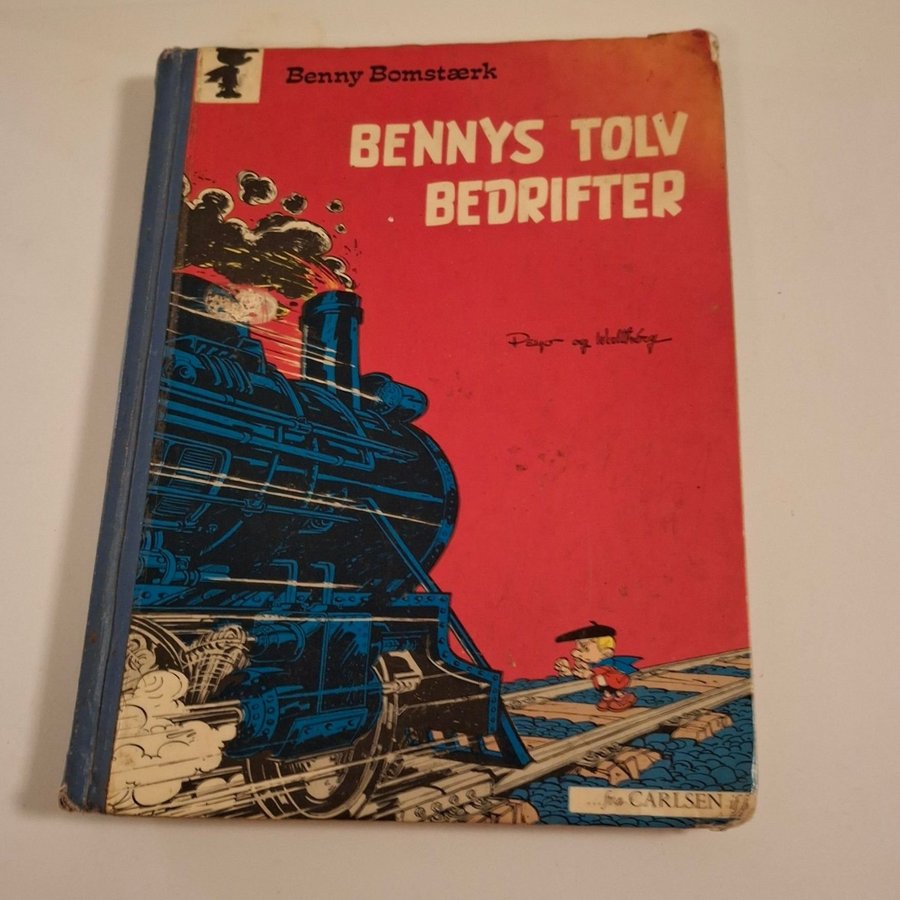 Benny Bomstærk
BENNYS TOLV
BEDRIFTER
Peyo og Walthéry
...fra CARLSEN